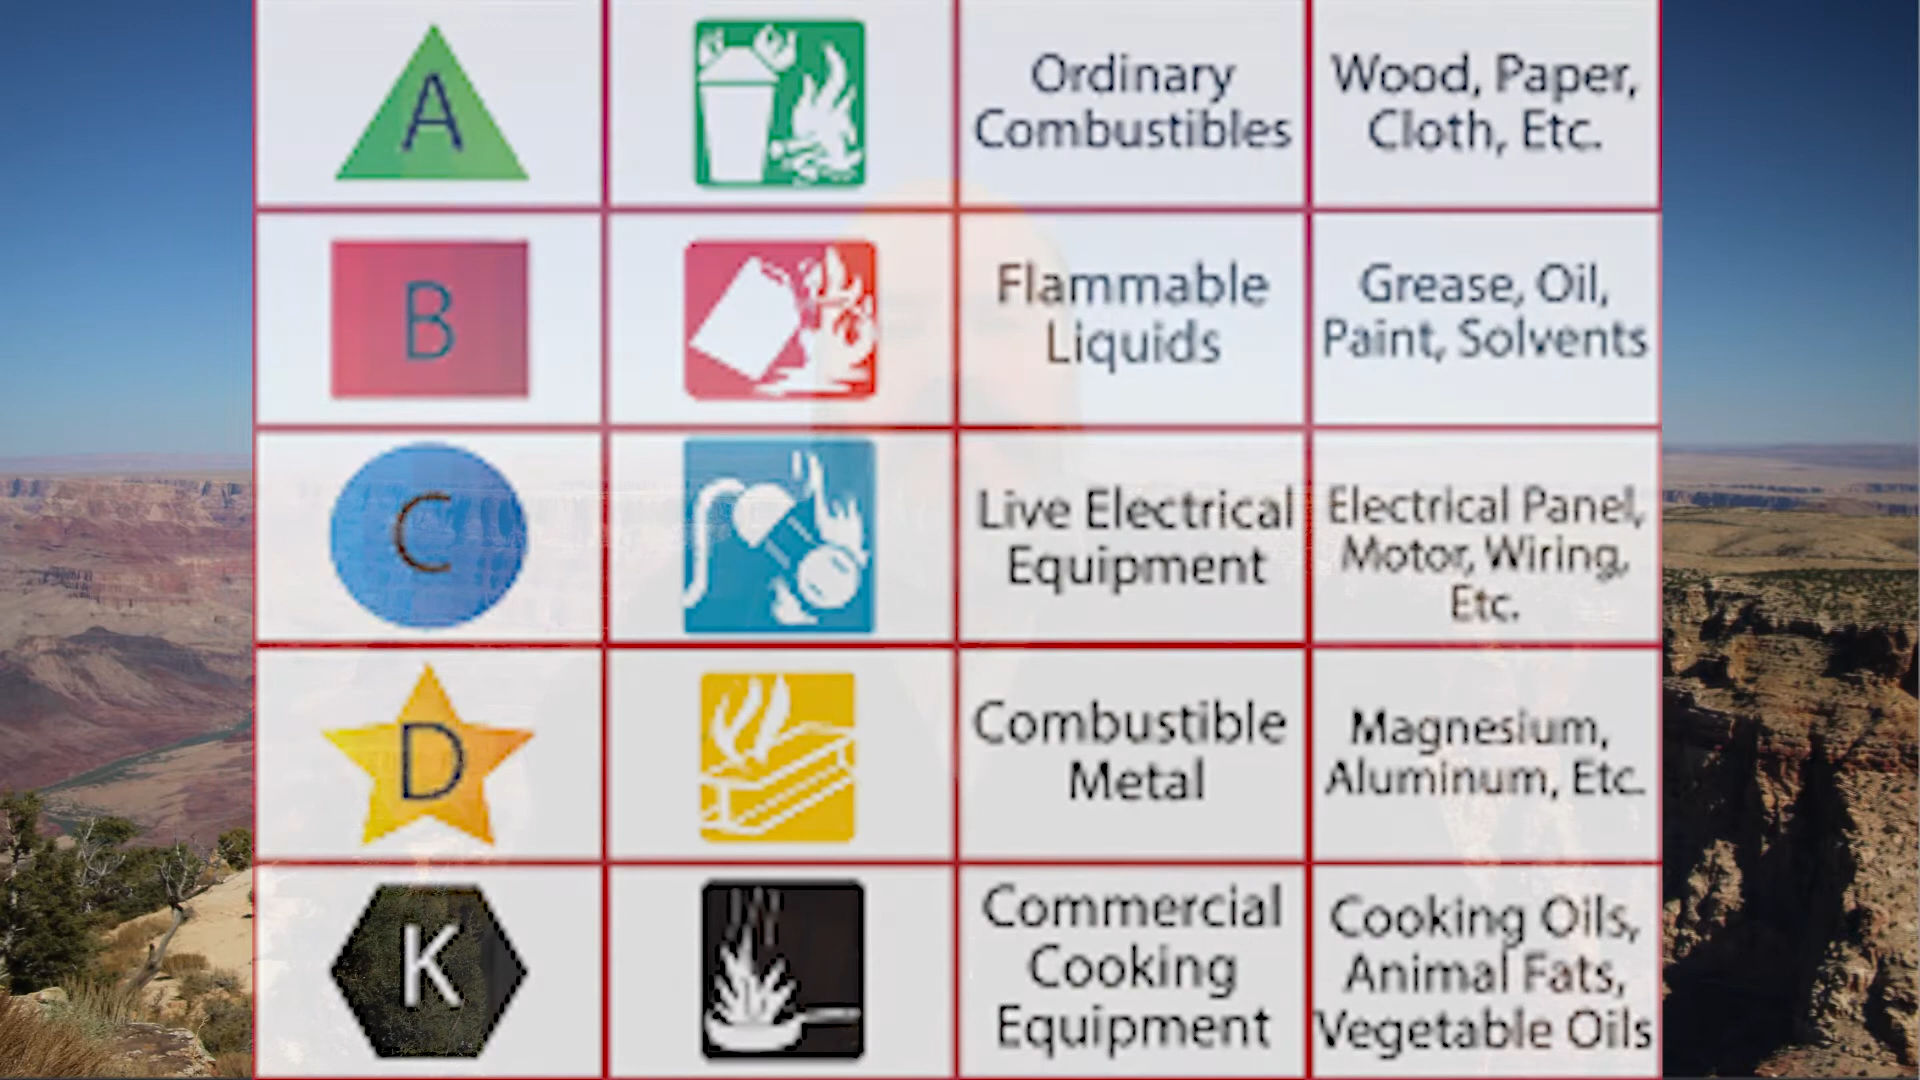 A
Ordinary
Combustibles
Wood, Paper,
Cloth, Etc.
B
Flammable
Liquids
Grease, Oil,
Paint, Solvents
C
Live Electrical
Equipment
Electrical Panel,
Motor, Wiring,
Etc.
D
Combustible
Metal
Magnesium,
Aluminum, Etc.
K
Commercial
Cooking
Equipment
Cooking Oils,
Animal Fats,
Vegetable Oils